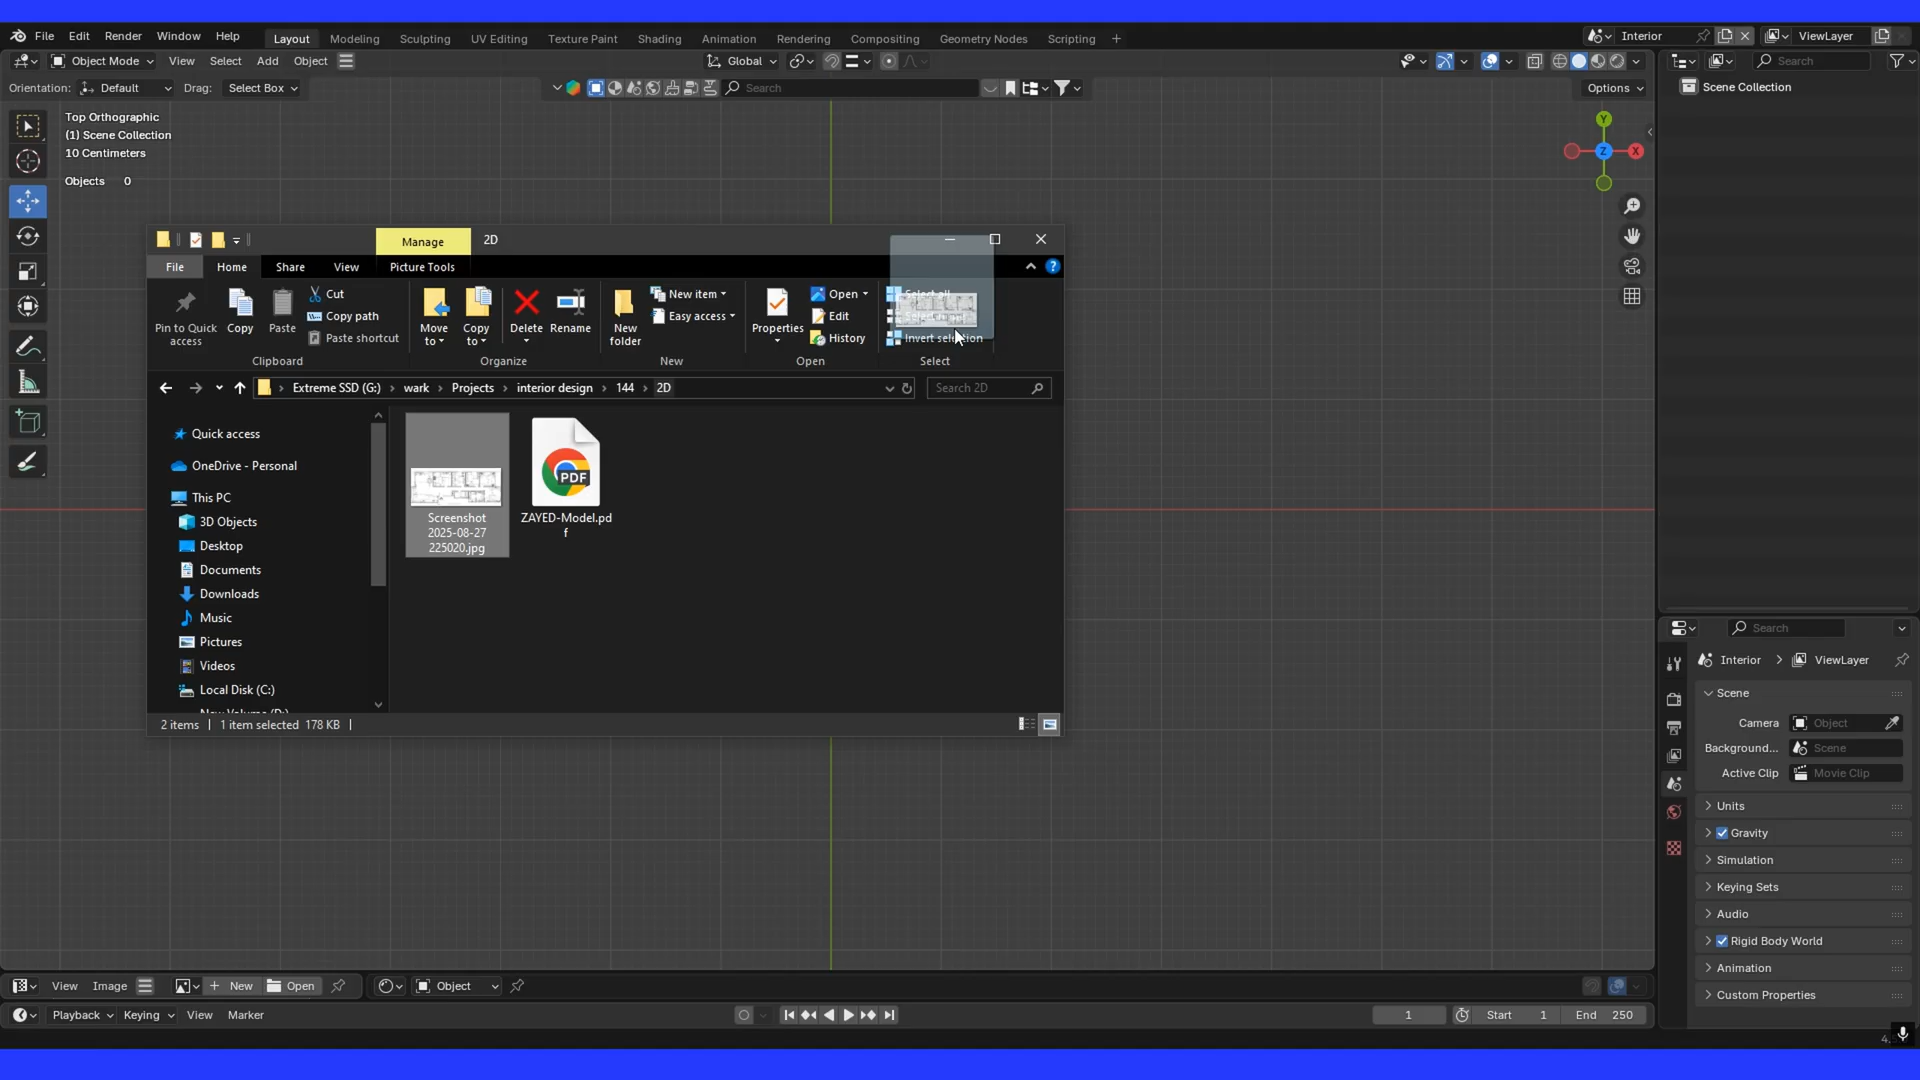 File Edit Render Window Help Layout Modeling Sculpting UV Editing Texture Paint Shading Animation Rendering Compositing Geometry Nodes Scripting + Interior ViewLayer
Object Mode View Select Add Object Global Search
Orientation: Default Drag: Select Box Search Options Scene Collection
Top Orthographic
(1) Scene Collection
10 Centimeters
Objects 0
Y
Z X
Manage 2D
File Home Share View Picture Tools
Pin to Quick access
Copy
Paste
Cut
Copy path
Paste shortcut
Move to
Copy to
Delete
Rename
New folder
New item
Easy access
Properties
Open
Edit
History
Select all
Invert selection
Clipboard Organize New Open Select
Extreme SSD (G:) wark Projects interior design 144 2D Search 2D
Quick access
OneDrive - Personal
This PC
3D Objects
Desktop
Documents
Downloads
Music
Pictures
Videos
Local Disk (C:)
Screenshot
2025-08-27
225020.jpg
PDF
ZAYED-Model.pd
f
2 items 1 item selected 178 KB
Search
Interior > ViewLayer
Scene
Camera Object
Background... Scene
Active Clip Movie Clip
Units
Gravity
Simulation
Keying Sets
Audio
Rigid Body World
Animation
Custom Properties
View Image New Open Object
Playback Keying View Marker 1 Start 1 End 250